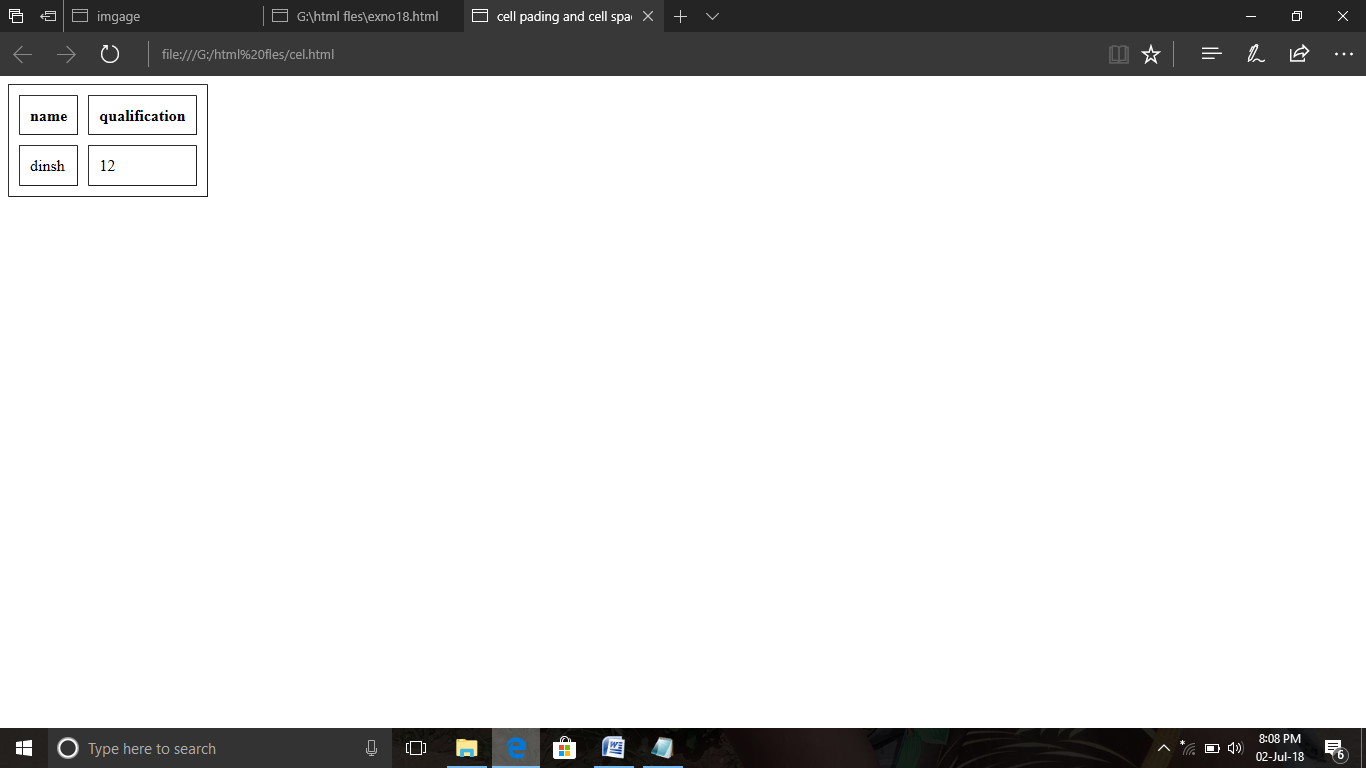 imgage
G:\html fles\exno18.html
cell pading and cell spa
file:///G:/html%20fles/cel.html
name qualification
dinsh 12
Type here to search
8:08 PM
02-Jul-18
6